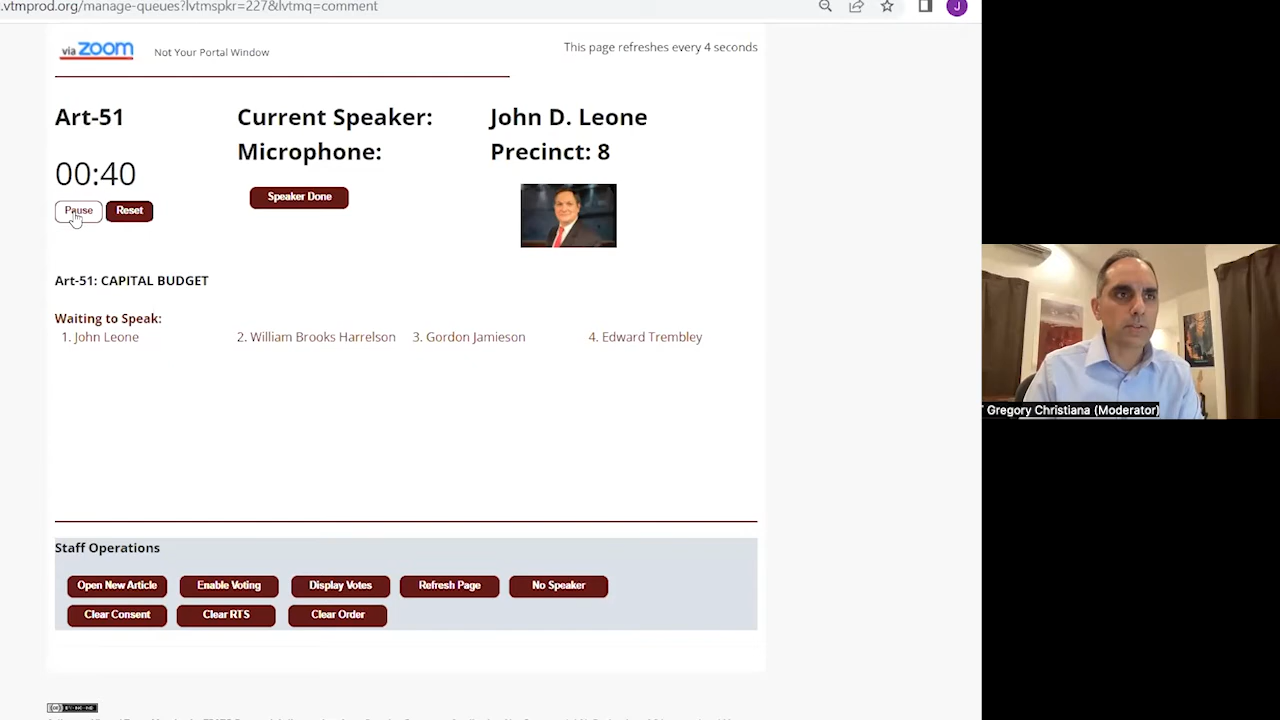 .vtmprod.org/manage-queues?lvtmspkr=227&lvtmq=comment
J
via zoom
Not Your Portal Window
This page refreshes every 4 seconds
Art-51
Current Speaker:
John D. Leone
Microphone:
Precinct: 8
00:40
Pause
Reset
Speaker Done
Art-51: CAPITAL BUDGET
Waiting to Speak:
1. John Leone
2. William Brooks Harrelson
3. Gordon Jamieson
4. Edward Trembley
Gregory Christiana (Moderator)
Staff Operations
Open New Article
Enable Voting
Display Votes
Refresh Page
No Speaker
Clear Consent
Clear RTS
Clear Order